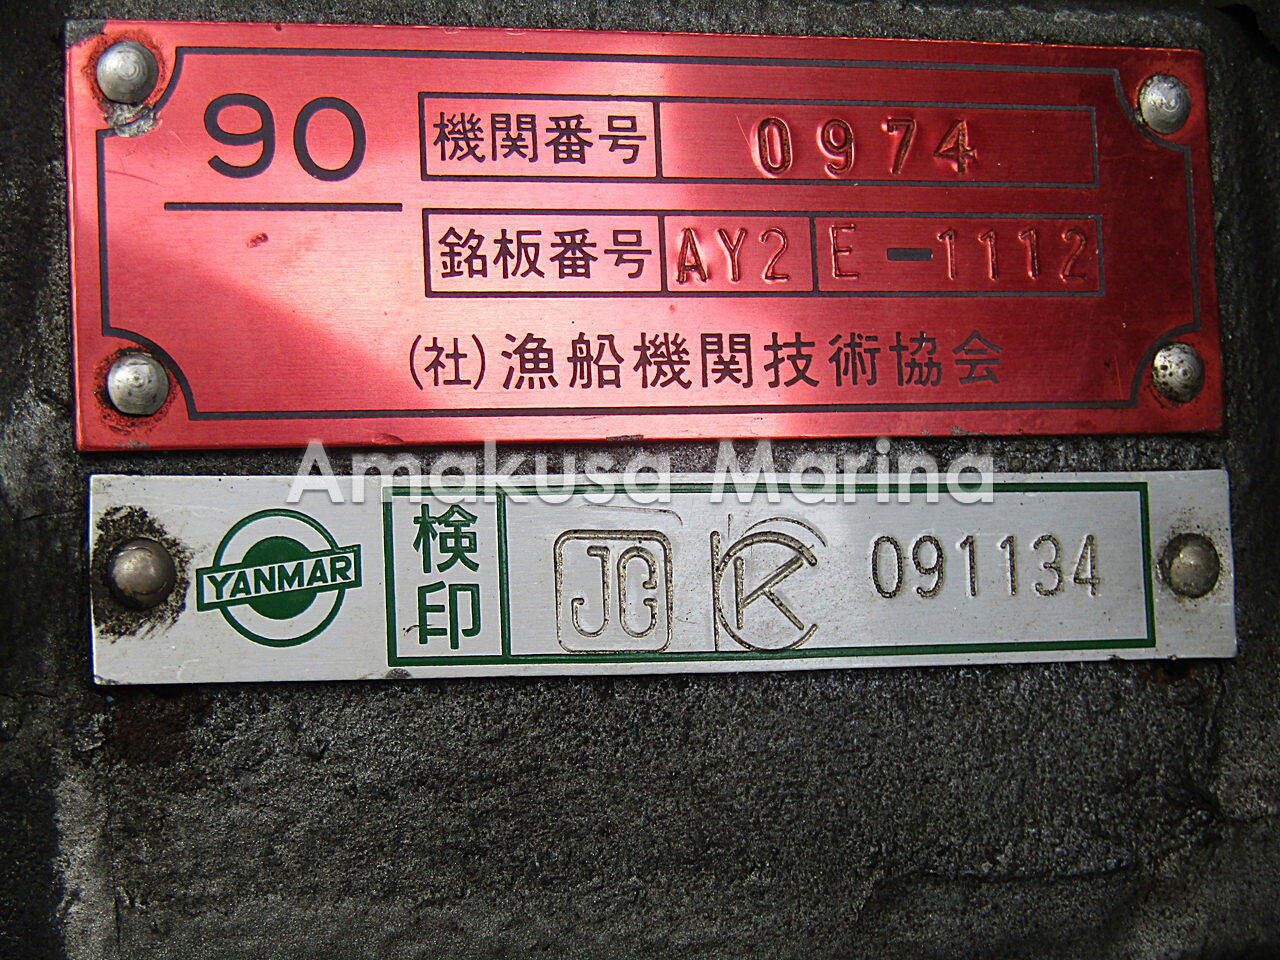 90
機関番号 0974
銘板番号 AY2 E-1112
(社)漁船機関技術協会
Amakusa Marina
YANMAR 検印 JG K 091134